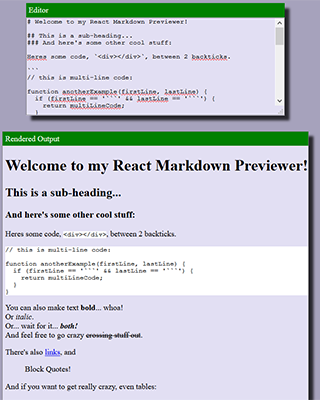 Editor
# Welcome to my React Markdown Previewer!
## This is a sub-heading...
### And here's some other cool stuff:
Heres some code, `<div></div>`, between 2 backticks.
```
// this is multi-line code:
function anotherExample(firstLine, lastLine) {
if (firstLine == '```' && lastLine == '```') {
return multiLineCode;
}
Rendered Output
Welcome to my React Markdown Previewer!
This is a sub-heading...
And here's some other cool stuff:
Heres some code, <div></div>, between 2 backticks.
// this is multi-line code:
function anotherExample(firstLine, lastLine) {
if (firstLine == '```' && lastLine == '```') {
return multiLineCode;
}
}
You can also make text bold... whoa!
Or italic.
Or... wait for it... both!
And feel free to go crazy crossing stuff out.
There's also links, and
Block Quotes!
And if you want to get really crazy, even tables: